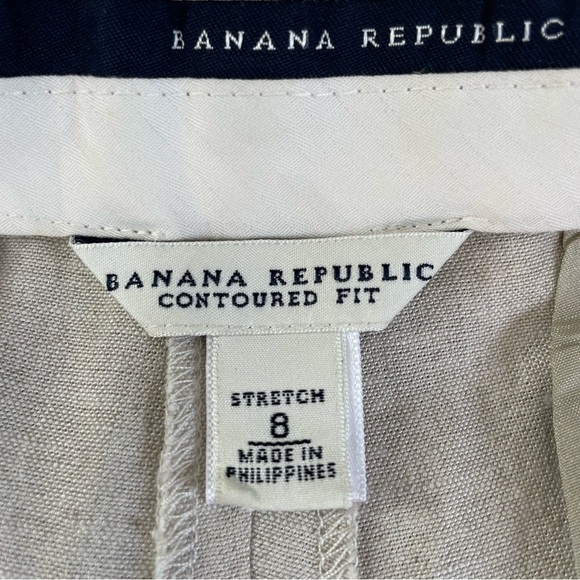 BANANA REPUBLIC
BANANA REPUBLIC
CONTOURED FIT
STRETCH
8
MADE IN
PHILIPPINES